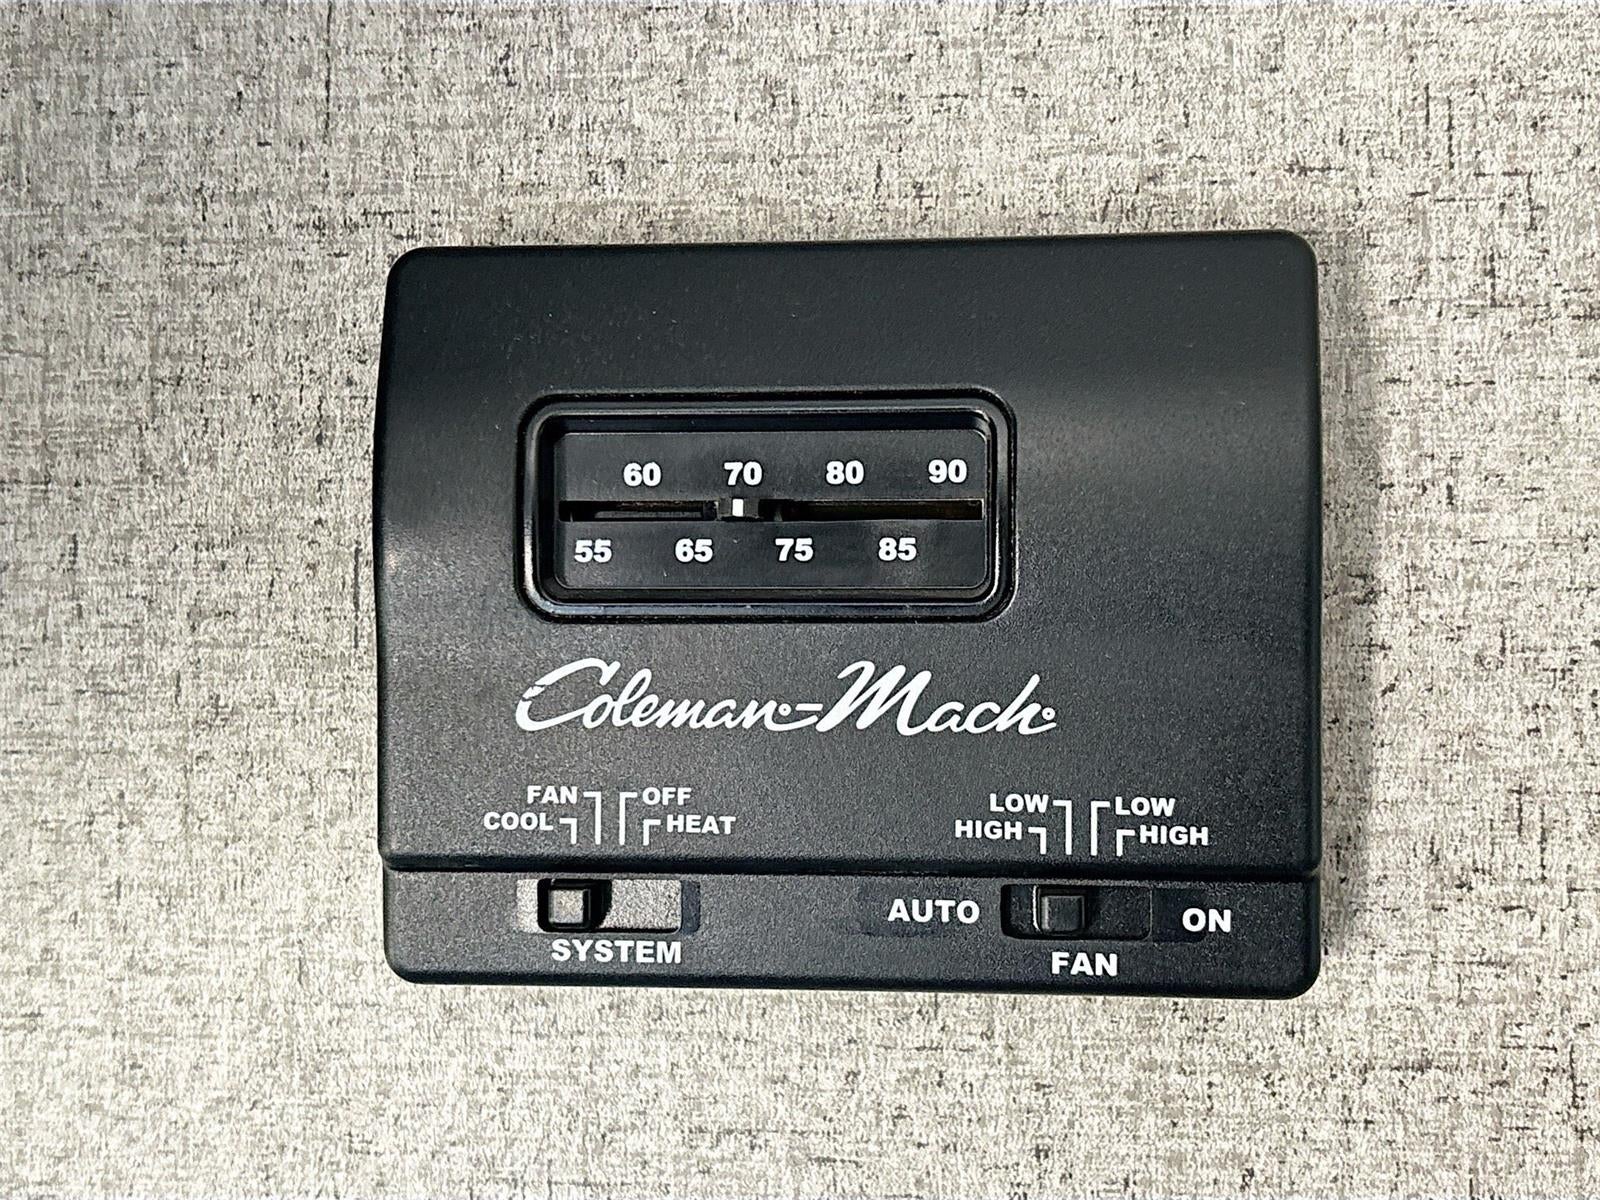 60 70 80 90
55 65 75 85
Coleman-Mach
FAN OFF
COOL HEAT
LOW LOW
HIGH HIGH
AUTO ON
SYSTEM
FAN